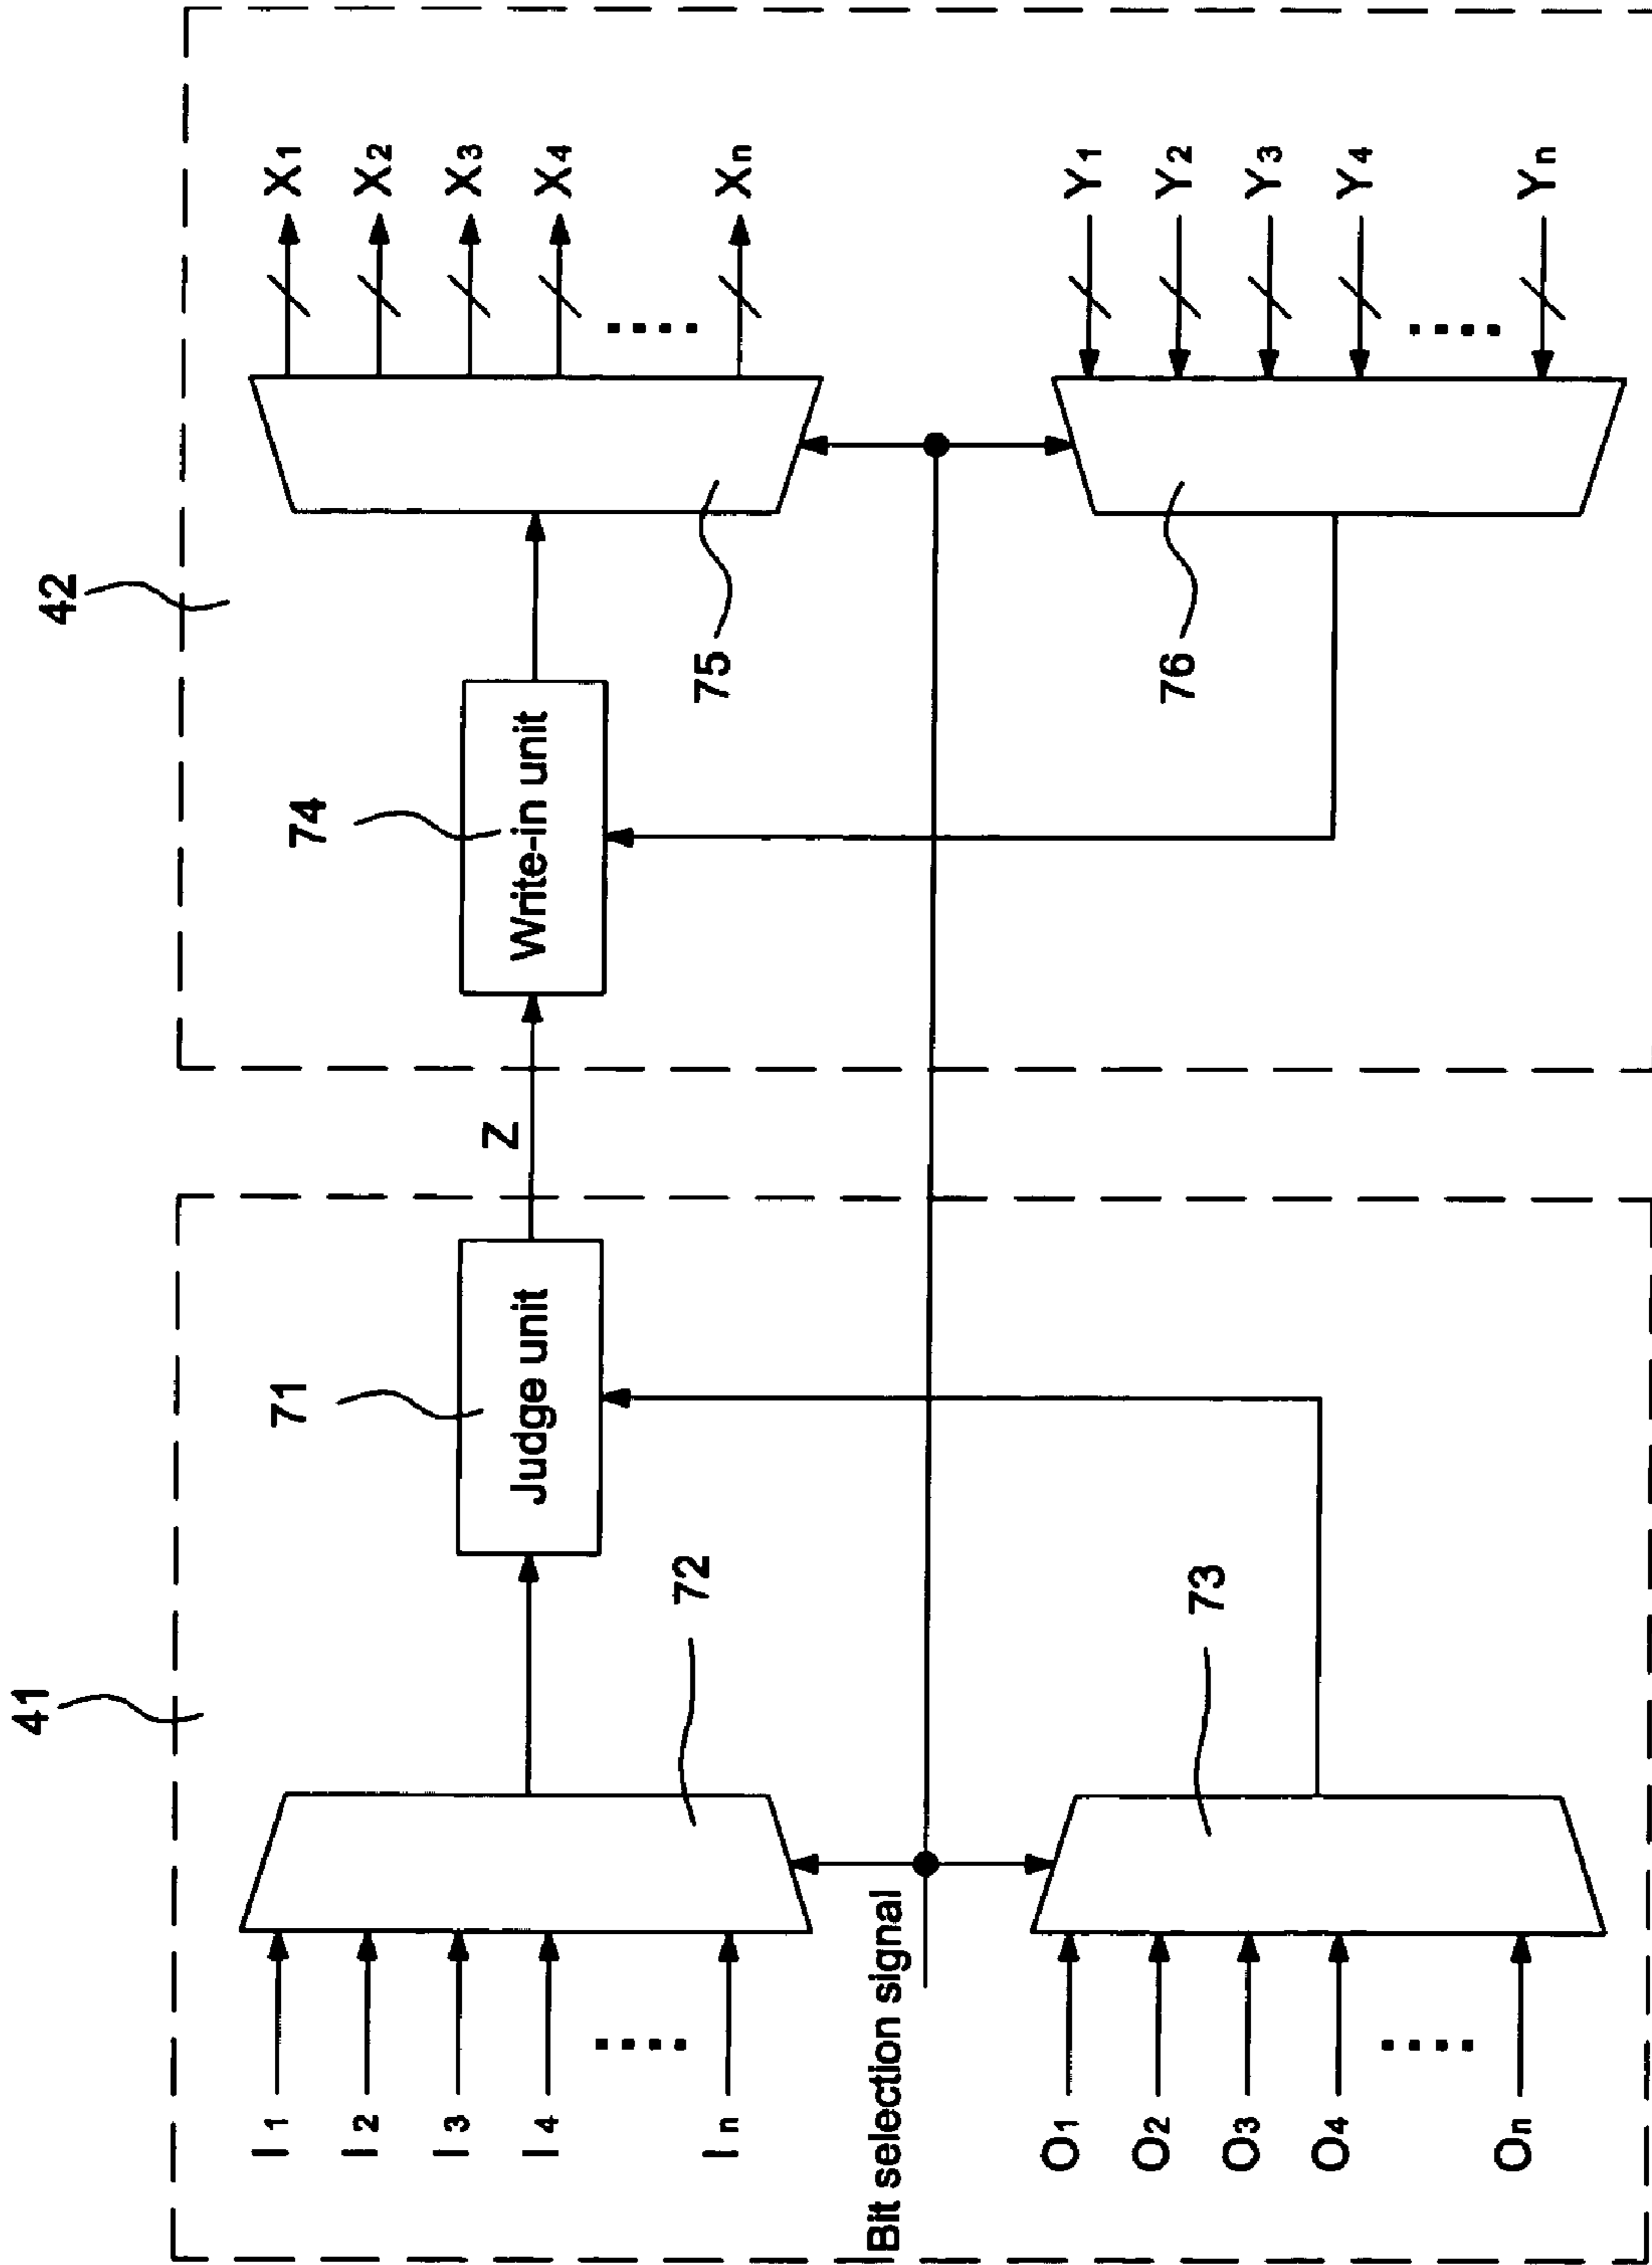 41
42
I1
I2
I3
I4
In
72
71
Judge unit
Z
74
Write-in unit
75
X1
X2
X3
X4
Xn
Bit selection signal
O1
O2
O3
O4
On
73
76
Y1
Y2
Y3
Y4
Yn